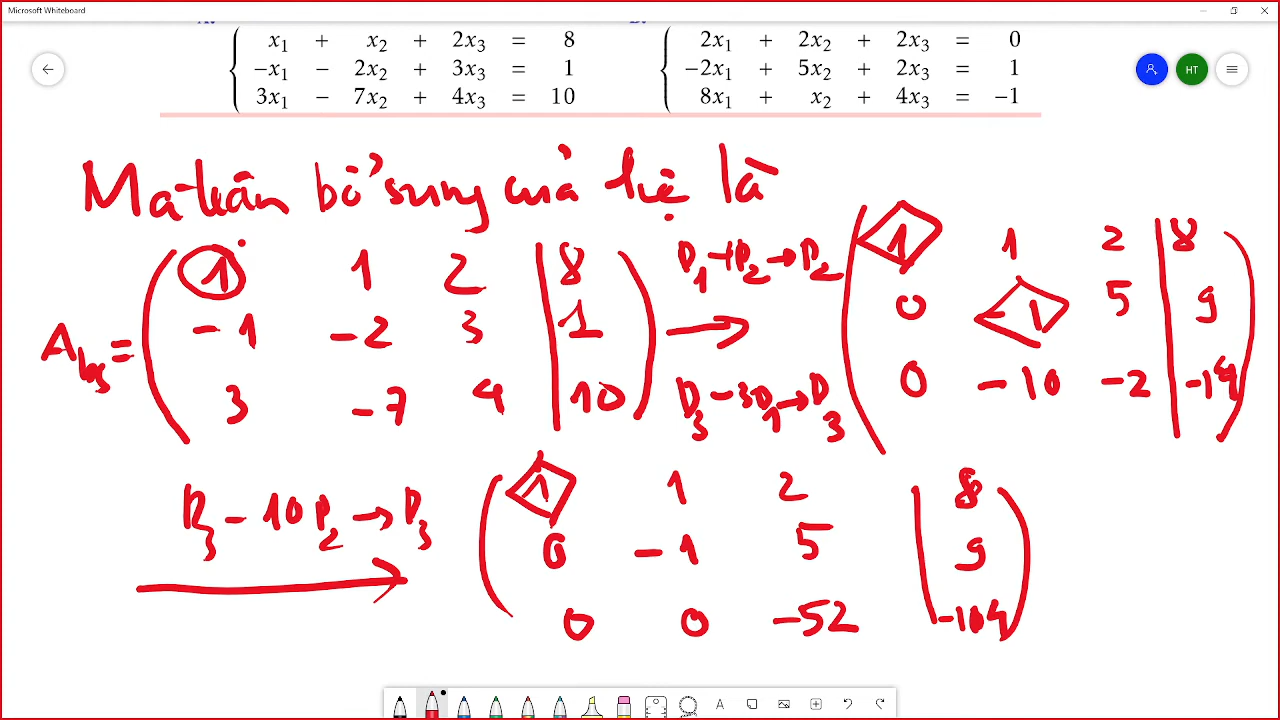 Microsoft Whiteboard
A. B.
x₁ + x₂ + 2x₃ = 8
−x₁ − 2x₂ + 3x₃ = 1
3x₁ − 7x₂ + 4x₃ = 10
2x₁ + 2x₂ + 2x₃ = 0
−2x₁ + 5x₂ + 2x₃ = 1
8x₁ + x₂ + 4x₃ = −1
HT
Ma trận bổ sung của hệ là
A_bs =
1 1 2 | 8
-1 -2 3 | 1
3 -7 4 | 10
D₁+D₂→D₂
D₃-3D₁→D₃
1 1 2 | 8
0 -1 5 | 9
0 -10 -2 | -14
D₃-10D₂→D₃
1 1 2 | 8
0 -1 5 | 9
0 0 -52 | -104
A